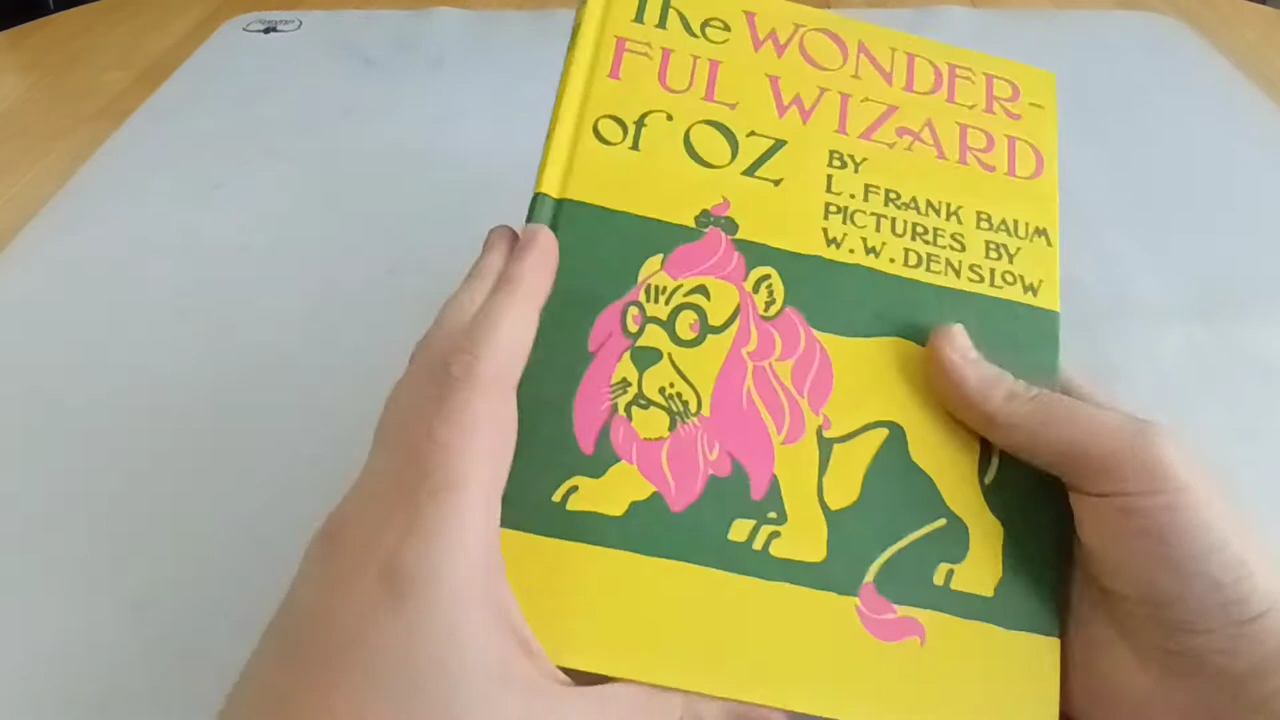 The WONDER-
FUL WIZARD
of OZ
BY
L. FRANK BAUM
PICTURES BY
W. W. DENSLOW